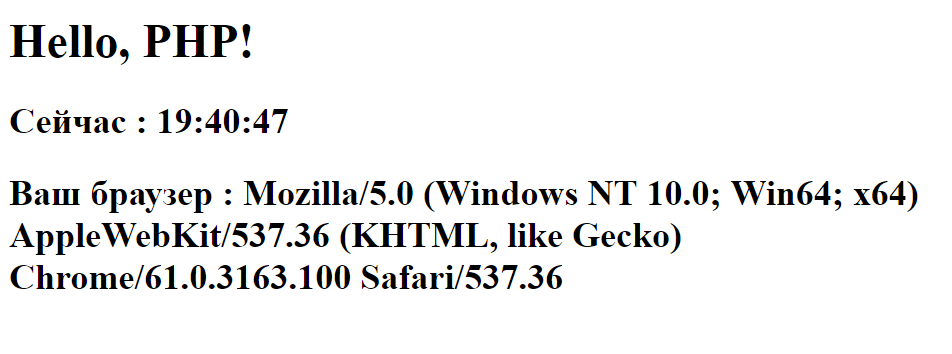 Hello, PHP!
Сейчас : 19:40:47
Ваш браузер : Mozilla/5.0 (Windows NT 10.0; Win64; x64)
AppleWebKit/537.36 (KHTML, like Gecko)
Chrome/61.0.3163.100 Safari/537.36